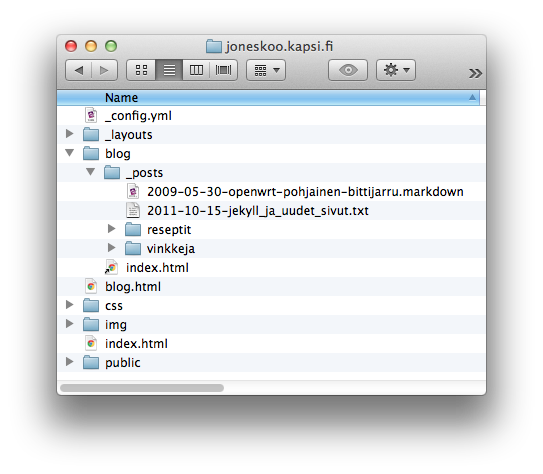 joneskoo.kapsi.fi
Name
_config.yml
_layouts
blog
_posts
2009-05-30-openwrt-pohjainen-bittijarru.markdown
2011-10-15-jekyll_ja_uudet_sivut.txt
reseptit
vinkkeja
index.html
blog.html
css
img
index.html
public